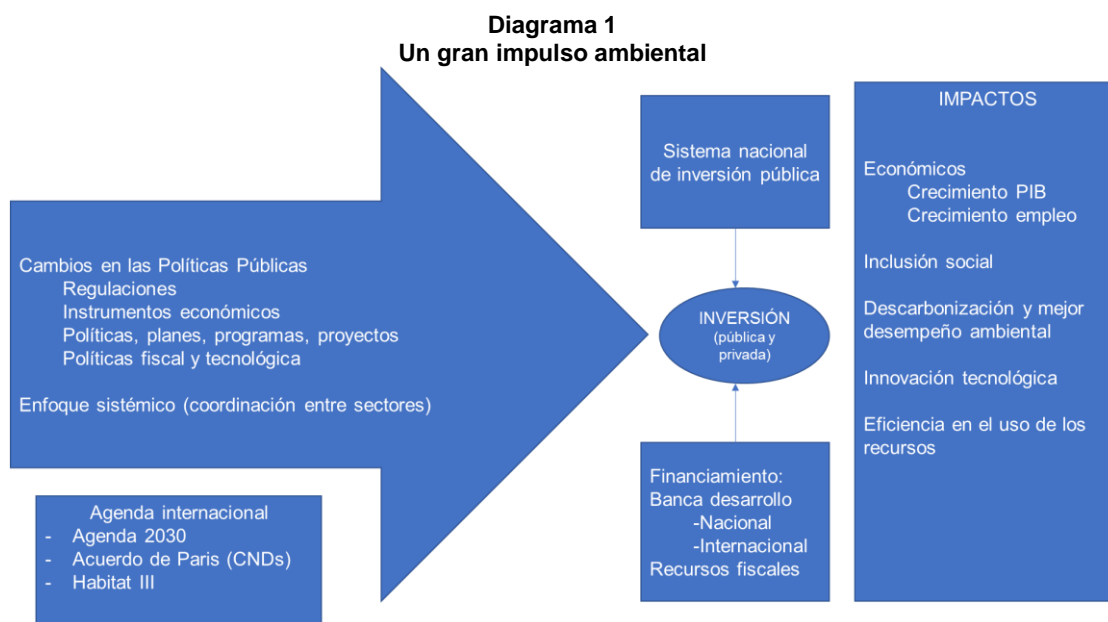 Diagrama 1
Un gran impulso ambiental
Cambios en las Políticas Públicas
Regulaciones
Instrumentos económicos
Políticas, planes, programas, proyectos
Políticas fiscal y tecnológica
Enfoque sistémico (coordinación entre sectores)
Agenda internacional
- Agenda 2030
- Acuerdo de Paris (CNDs)
- Habitat III
Sistema nacional
de inversión pública
INVERSIÓN
(pública y
privada)
Financiamiento:
Banca desarrollo
-Nacional
-Internacional
Recursos fiscales
IMPACTOS
Económicos
Crecimiento PIB
Crecimiento empleo
Inclusión social
Descarbonización y mejor
desempeño ambiental
Innovación tecnológica
Eficiencia en el uso de los
recursos